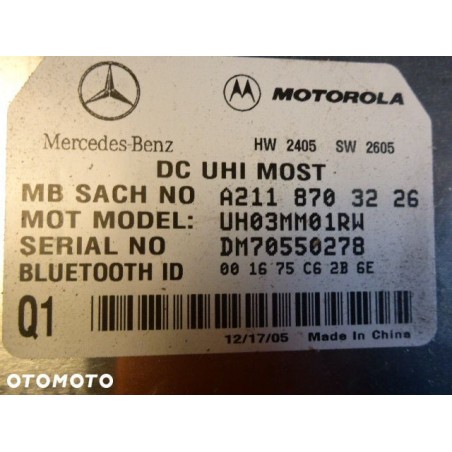 MOTOROLA
Mercedes-Benz HW 2405 SW 2605
DC UHI MOST
MB SACH NO A211 870 32 26
MOT MODEL: UH03MM01RW
SERIAL NO DM70550278
BLUETOOTH ID 00 16 75 C6 2B 6E
Q1
12/17/05 Made In China
OTOMOTO